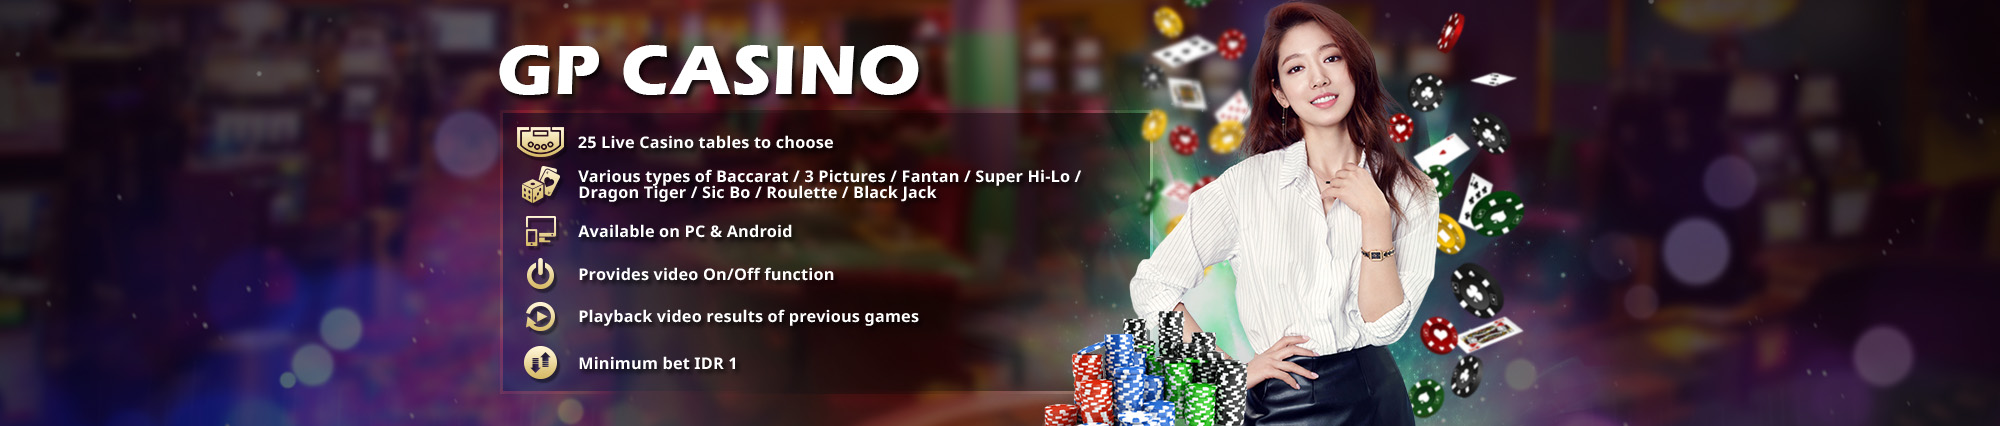 GP CASINO
25 Live Casino tables to choose
Various types of Baccarat / 3 Pictures / Fantan / Super Hi-Lo /
Dragon Tiger / Sic Bo / Roulette / Black Jack
Available on PC & Android
Provides video On/Off function
Playback video results of previous games
Minimum bet IDR 1